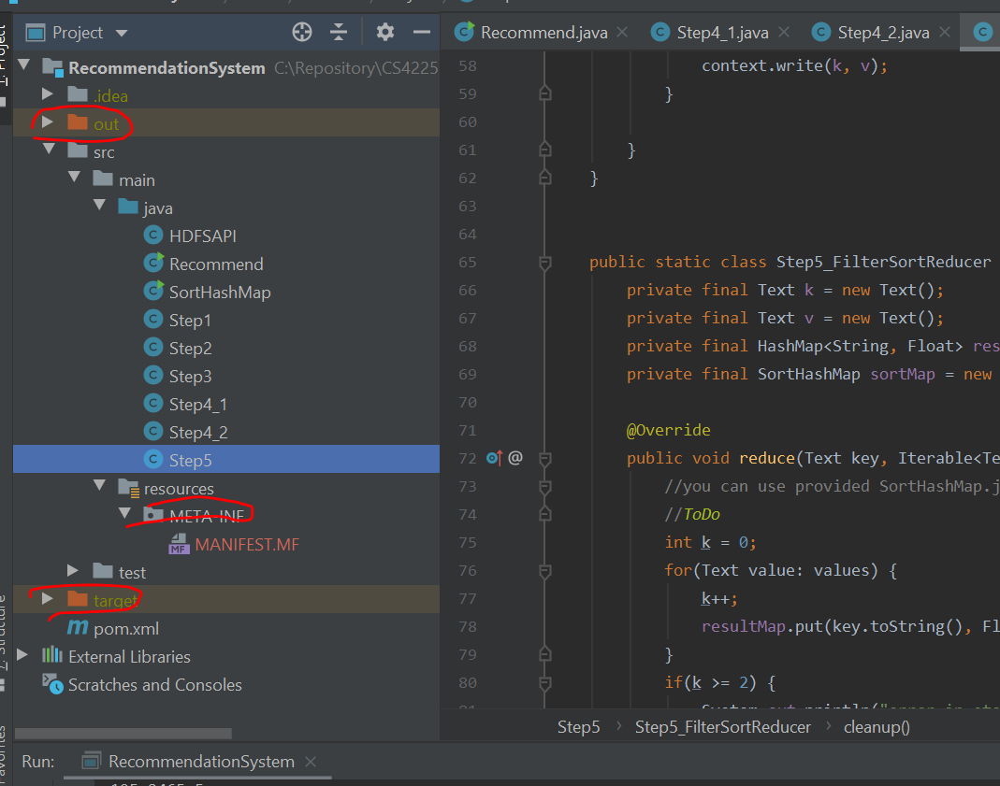 Project
Recommend.java
Step4_1.java
Step4_2.java
RecommendationSystem C:\Repository\CS4225
.idea
out
src
main
java
HDFSAPI
Recommend
SortHashMap
Step1
Step2
Step3
Step4_1
Step4_2
Step5
resources
META-INF
MANIFEST.MF
test
target
pom.xml
External Libraries
Scratches and Consoles
58 context.write(k, v);
59 }
60
61 }
62 }
63
64
65 public static class Step5_FilterSortReducer
66 private final Text k = new Text();
67 private final Text v = new Text();
68 private final HashMap<String, Float> res
69 private final SortHashMap sortMap = new
70
71 @Override
72 @ public void reduce(Text key, Iterable<Te
73 //you can use provided SortHashMap.j
74 //ToDo
75 int k = 0;
76 for(Text value: values) {
77 k++;
78 resultMap.put(key.toString(), Fl
79 }
80 if(k >= 2) {
Step5 > Step5_FilterSortReducer > cleanup()
Run: RecommendationSystem